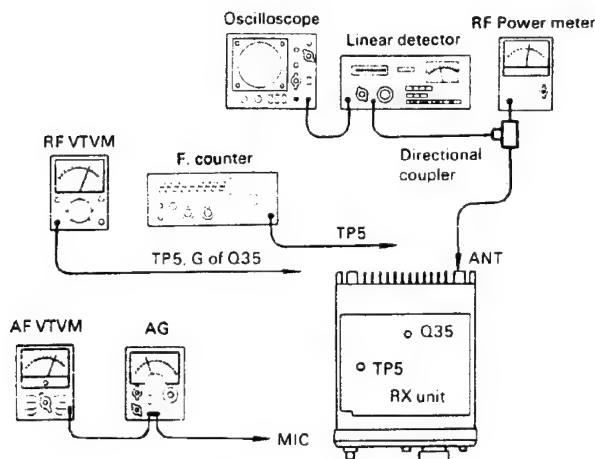 Oscilloscope
Linear detector
RF Power meter
RF VTVM
F. counter
Directional
coupler
TP5
TP5, G of Q35
ANT
AF VTVM
AG
Q35
TP5
RX unit
MIC